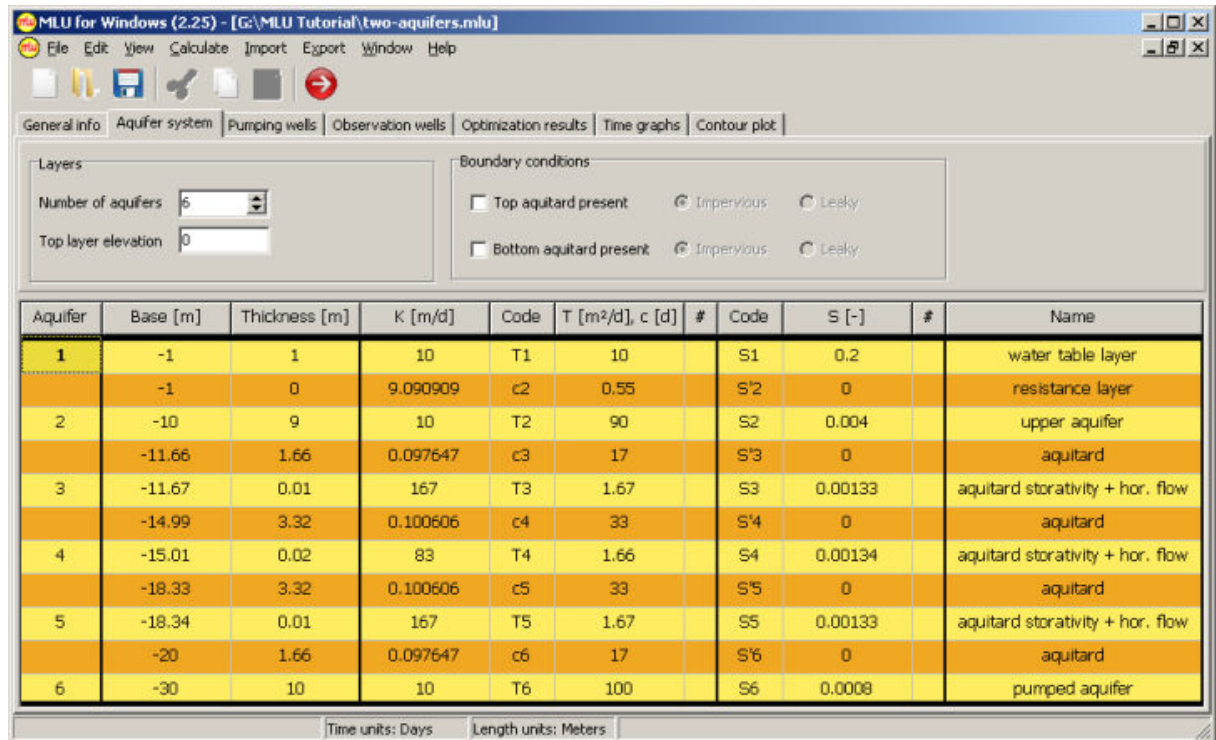 MLU for Windows (2.25) - [G:\MLU Tutorial\two-aquifers.mlu]
mlu File Edit View Calculate Import Export Window Help
General info Aquifer system Pumping wells Observation wells Optimization results Time graphs Contour plot
Layers Boundary conditions
Number of aquifers 6 Top aquitard present Impervious Leaky
Top layer elevation 0 Bottom aquitard present Impervious Leaky
Aquifer Base [m] Thickness [m] K [m/d] Code T [m²/d], c [d] # Code S [-] # Name
1 -1 1 10 T1 10 S1 0.2 water table layer
-1 0 9.090909 c2 0.55 S'2 0 resistance layer
2 -10 9 10 T2 90 S2 0.004 upper aquifer
-11.66 1.66 0.097647 c3 17 S'3 0 aquitard
3 -11.67 0.01 167 T3 1.67 S3 0.00133 aquitard storativity + hor. flow
-14.99 3.32 0.100606 c4 33 S'4 0 aquitard
4 -15.01 0.02 83 T4 1.66 S4 0.00134 aquitard storativity + hor. flow
-18.33 3.32 0.100606 c5 33 S'5 0 aquitard
5 -18.34 0.01 167 T5 1.67 S5 0.00133 aquitard storativity + hor. flow
-20 1.66 0.097647 c6 17 S'6 0 aquitard
6 -30 10 10 T6 100 S6 0.0008 pumped aquifer
Time units: Days Length units: Meters